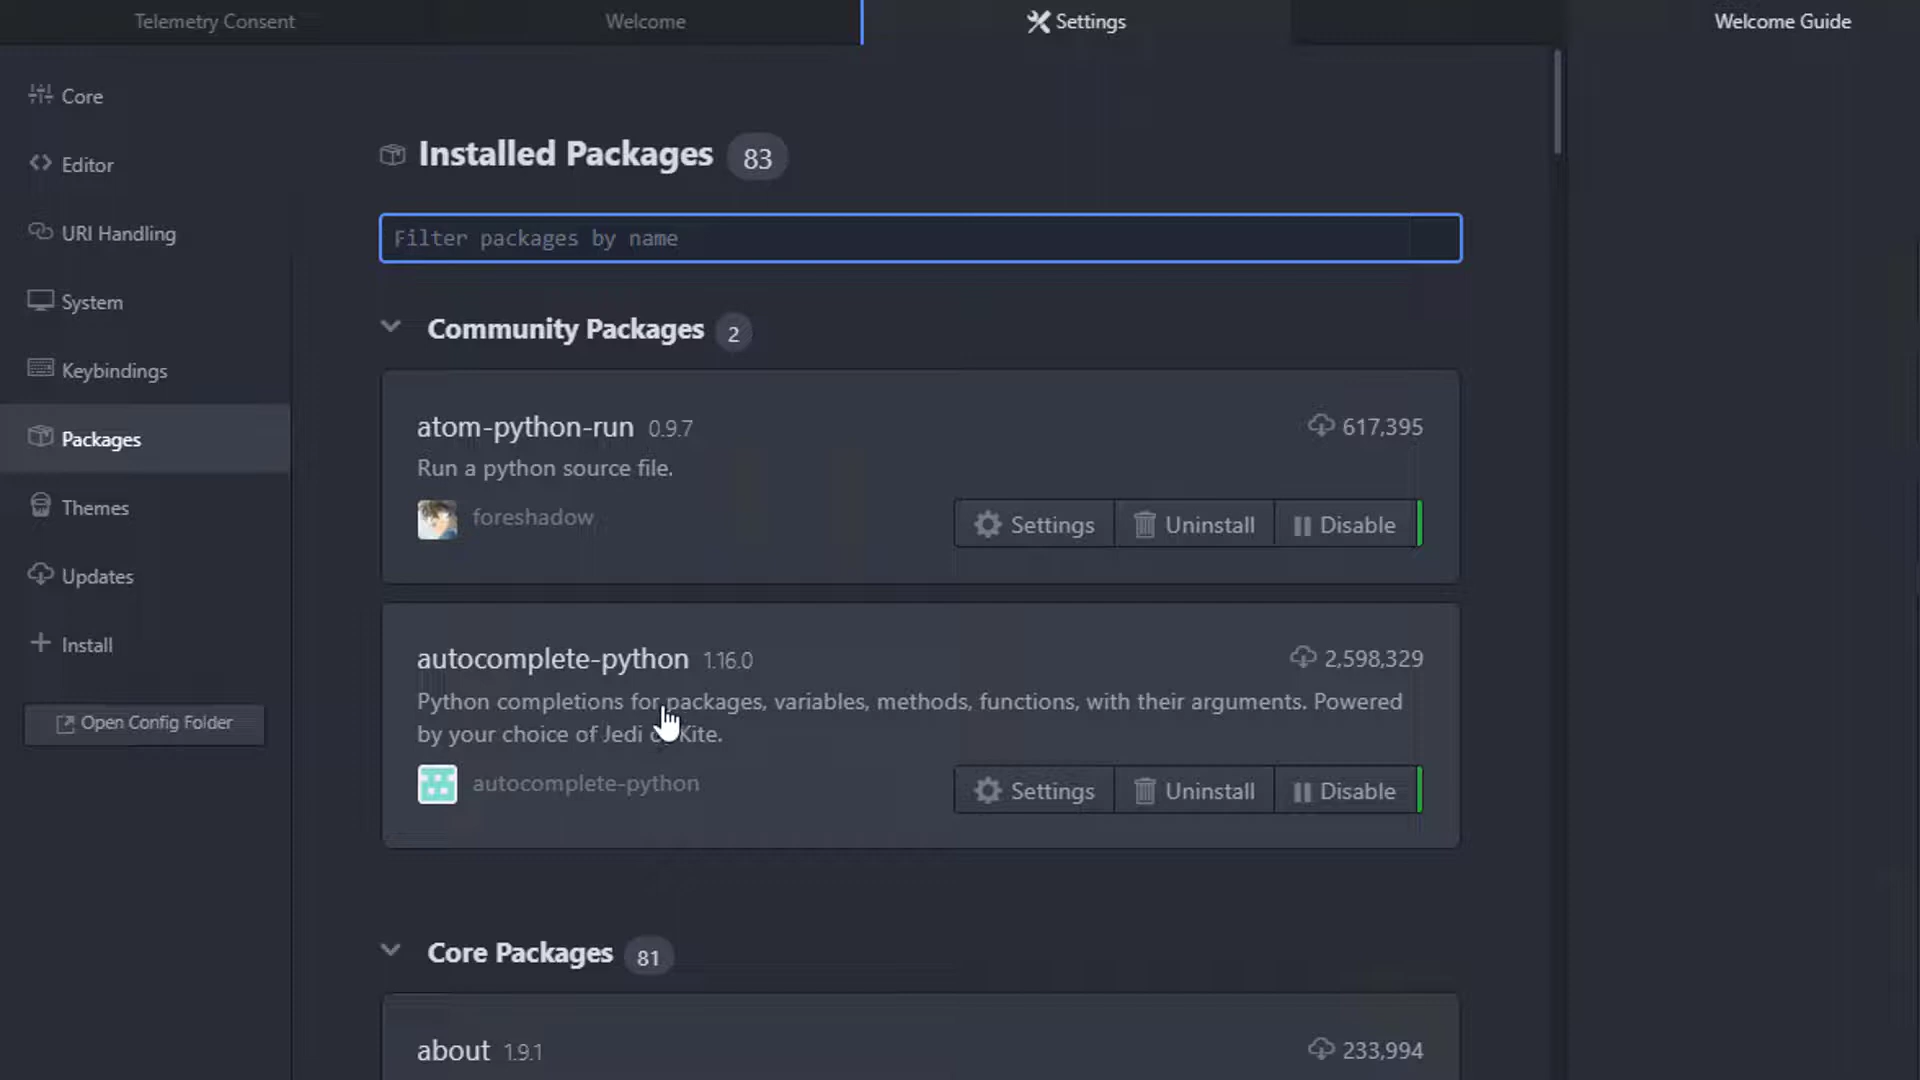 Telemetry Consent
Welcome
Settings
Welcome Guide
Core
Editor
URI Handling
System
Keybindings
Packages
Themes
Updates
Install
Open Config Folder
Installed Packages 83
Filter packages by name
Community Packages 2
atom-python-run 0.9.7
617,395
Run a python source file.
foreshadow
Settings
Uninstall
Disable
autocomplete-python 1.16.0
2,598,329
Python completions for packages, variables, methods, functions, with their arguments. Powered
by your choice of Jedi Kite.
autocomplete-python
Settings
Uninstall
Disable
Core Packages 81
about 1.9.1
233,994